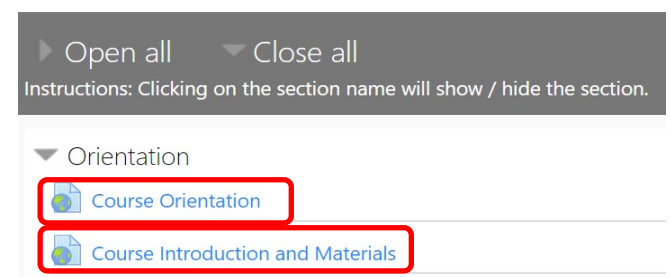 Open all Close all
Instructions: Clicking on the section name will show / hide the section.
Orientation
Course Orientation
Course Introduction and Materials